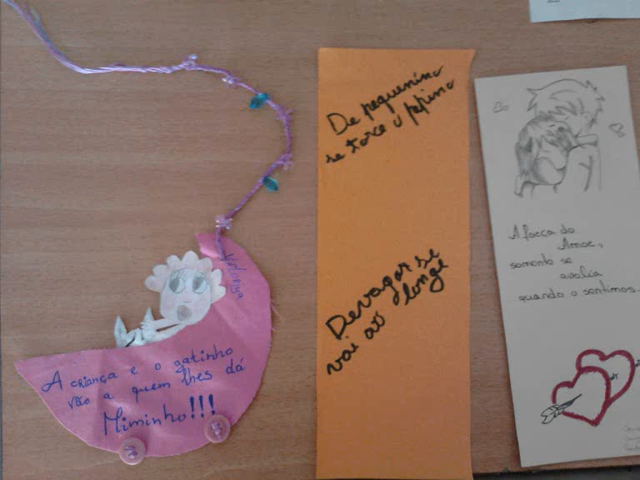 A criança e o gatinho
vão a quem lhes dá
Miminho!!!
De pequenino
se torce o pepino
Devagar se
vai ao longe
A força do
Amor,
somente se
avalia
quando o sentimos.